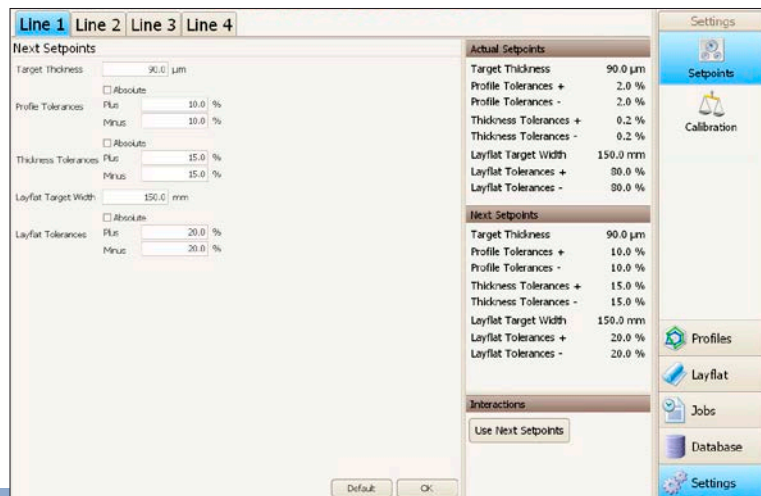 Line 1 Line 2 Line 3 Line 4
Next Setpoints
Target Thickness 90.0 µm
Absolute
Profile Tolerances Plus 10.0 %
Minus 10.0 %
Absolute
Thickness Tolerances Plus 15.0 %
Minus 15.0 %
Layflat Target Width 150.0 mm
Absolute
Layflat Tolerances Plus 20.0 %
Minus 20.0 %
Default OK
Actual Setpoints
Target Thickness 90.0 µm
Profile Tolerances + 2.0 %
Profile Tolerances - 2.0 %
Thickness Tolerances + 0.2 %
Thickness Tolerances - 0.2 %
Layflat Target Width 150.0 mm
Layflat Tolerances + 80.0 %
Layflat Tolerances - 80.0 %
Next Setpoints
Target Thickness 90.0 µm
Profile Tolerances + 10.0 %
Profile Tolerances - 10.0 %
Thickness Tolerances + 15.0 %
Thickness Tolerances - 15.0 %
Layflat Target Width 150.0 mm
Layflat Tolerances + 20.0 %
Layflat Tolerances - 20.0 %
Interactions
Use Next Setpoints
Settings
Setpoints
Calibration
Profiles
Layflat
Jobs
Database
Settings